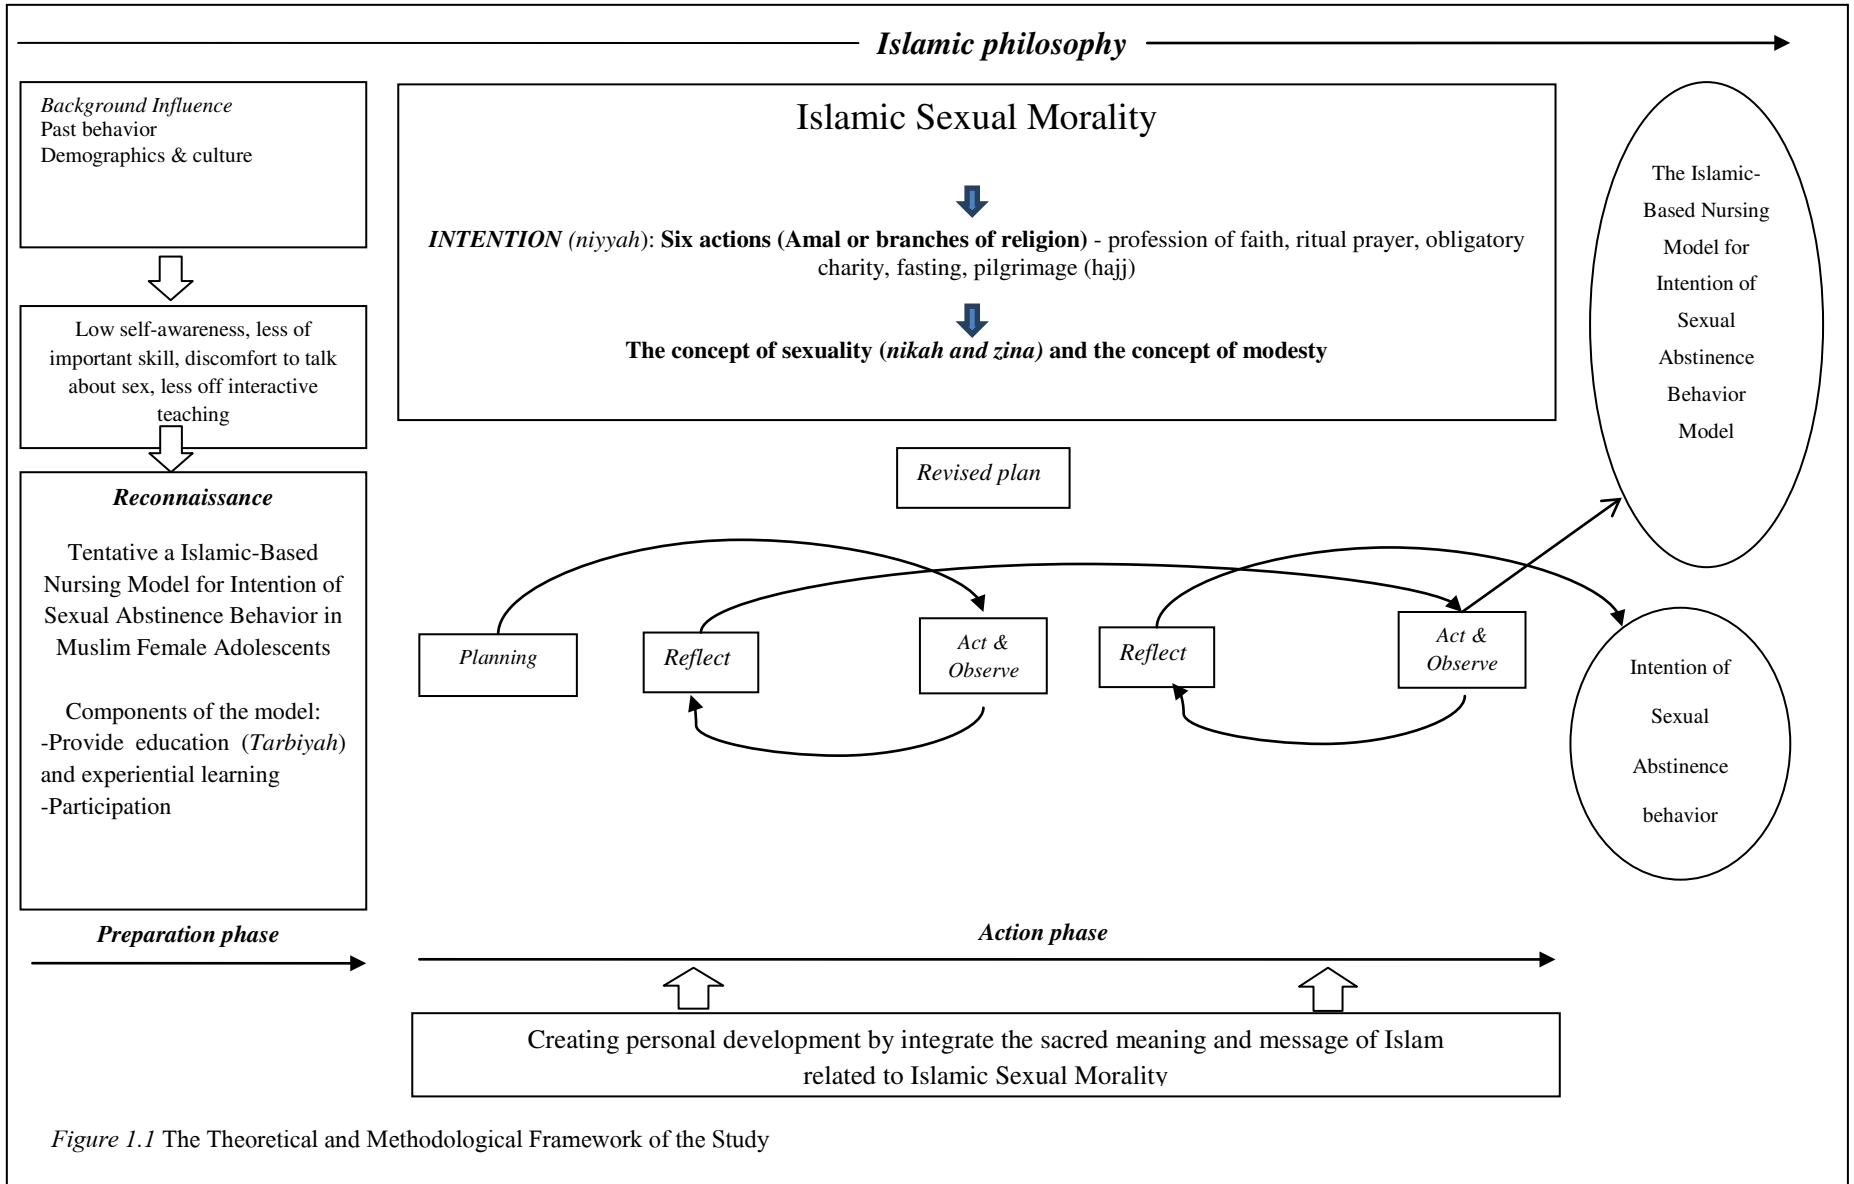 Islamic philosophy
Background Influence
Past behavior
Demographics & culture
Low self-awareness, less of
important skill, discomfort to talk
about sex, less off interactive
teaching
Reconnaissance
Tentative a Islamic-Based
Nursing Model for Intention of
Sexual Abstinence Behavior in
Muslim Female Adolescents
Components of the model:
-Provide education (Tarbiyah)
and experiential learning
-Participation
Preparation phase
Islamic Sexual Morality
INTENTION (niyyah): Six actions (Amal or branches of religion) - profession of faith, ritual prayer, obligatory
charity, fasting, pilgrimage (hajj)
The concept of sexuality (nikah and zina) and the concept of modesty
Revised plan
Planning
Reflect
Act &
Observe
Reflect
Act &
Observe
Action phase
Creating personal development by integrate the sacred meaning and message of Islam
related to Islamic Sexual Morality
The Islamic-
Based Nursing
Model for
Intention of
Sexual
Abstinence
Behavior
Model
Intention of
Sexual
Abstinence
behavior
Figure 1.1 The Theoretical and Methodological Framework of the Study